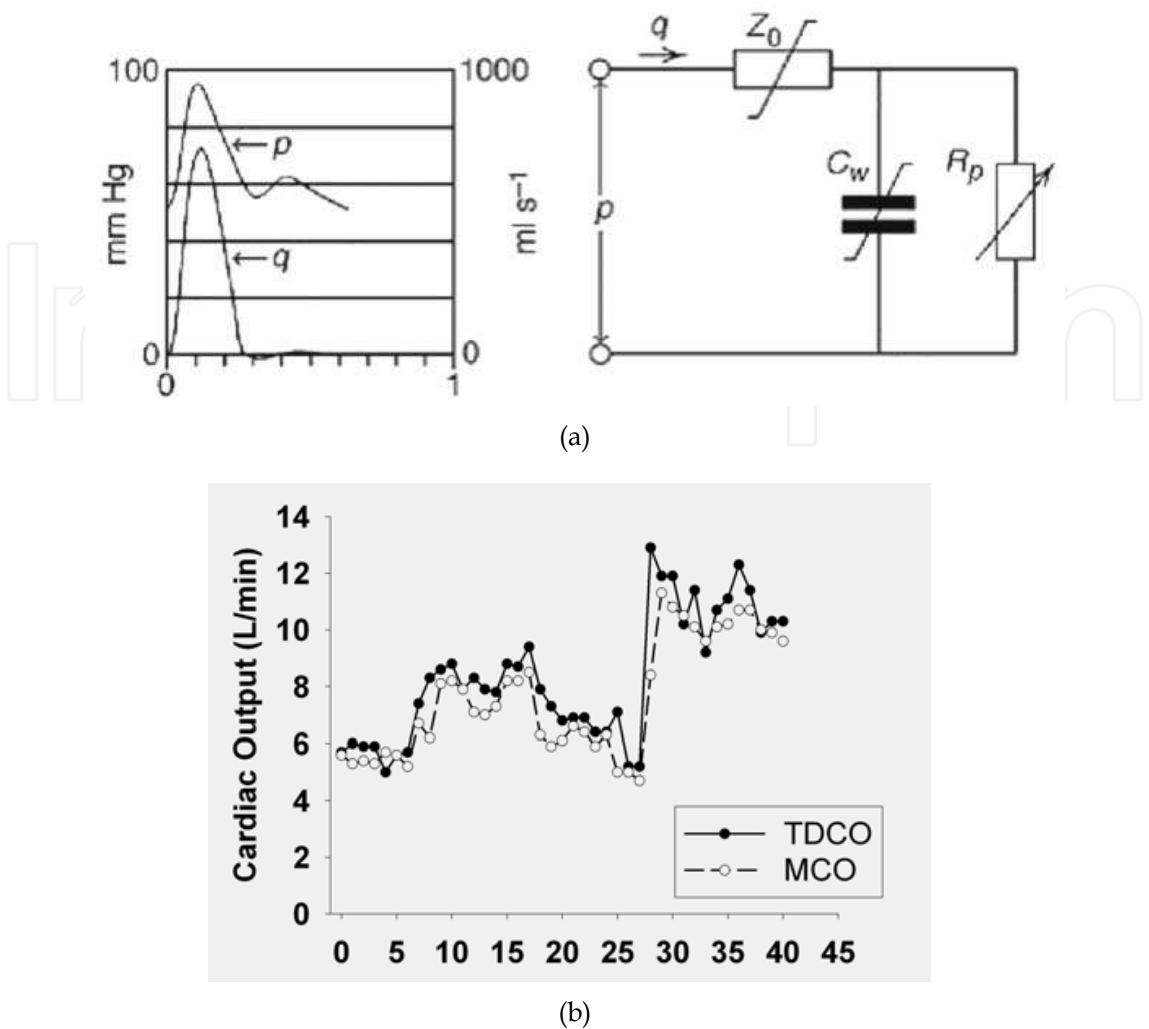 100
1000
mm Hg
ml s⁻¹
p
q
0
0
0
1
q
Z₀
p
C_w
R_p
(a)
Cardiac Output (L/min)
14
12
10
8
6
4
2
0
TDCO
MCO
0 5 10 15 20 25 30 35 40 45
(b)